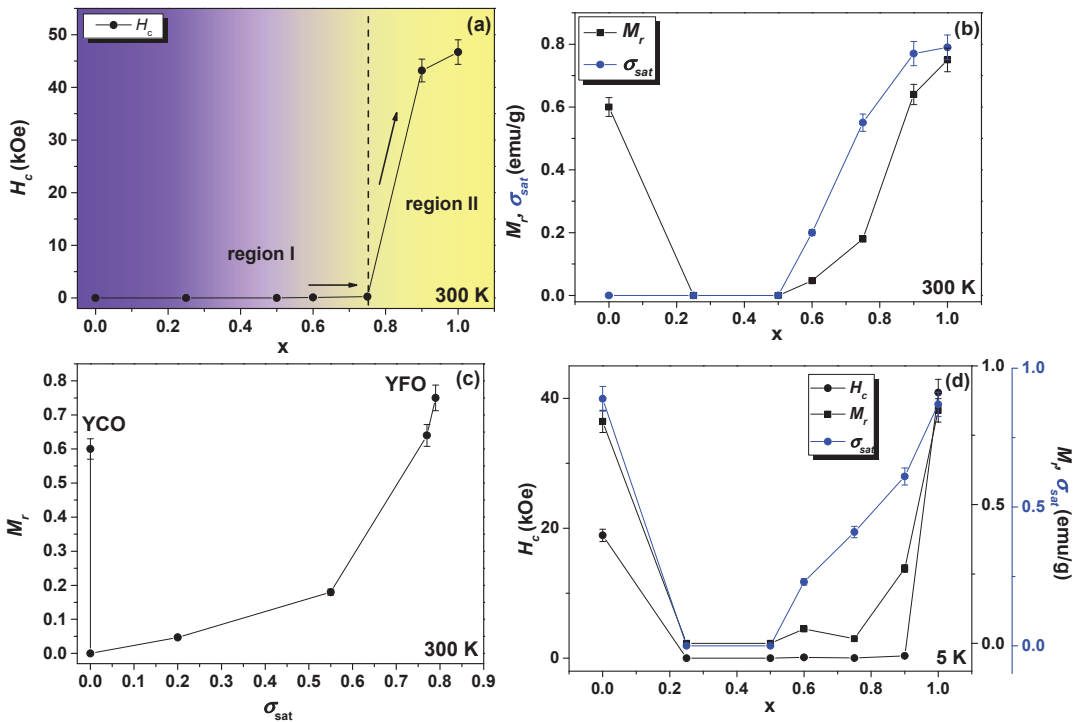 H_c
(a)
50
40
30
20
10
0
H_c (kOe)
region I
region II
300 K
0.0 0.2 0.4 0.6 0.8 1.0
x
M_r
σ_sat
(b)
0.8
0.6
0.4
0.2
0.0
M_r, σ_sat (emu/g)
300 K
0.0 0.2 0.4 0.6 0.8 1.0
x
(c)
YCO
YFO
0.8
0.7
0.6
0.5
0.4
0.3
0.2
0.1
0.0
M_r
300 K
0.0 0.1 0.2 0.3 0.4 0.5 0.6 0.7 0.8 0.9
σ_sat
H_c
M_r
σ_sat
(d)
40
20
0
H_c (kOe)
1.0
0.5
0.0
1.0
0.5
0.0
M_r, σ_sat (emu/g)
5 K
0.0 0.2 0.4 0.6 0.8 1.0
x